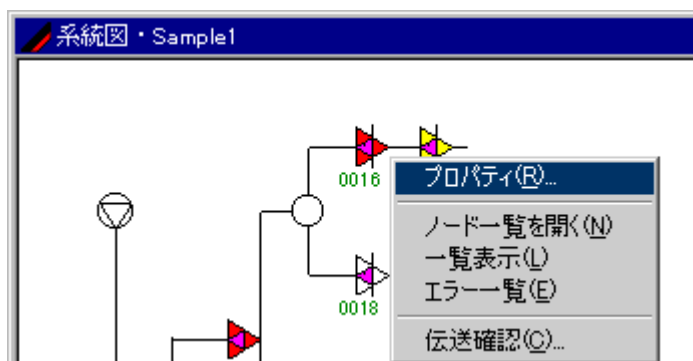 系統図・Sample1
0016
プロパティ(R)...
ノード一覧を開く(N)
一覧表示(L)
エラー一覧(E)
0018
伝送確認(C)...